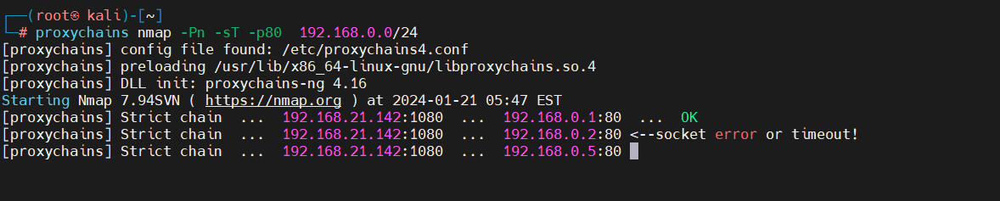 ┌──(root㉿ kali)-[~]
└─# proxychains nmap -Pn -sT -p80  192.168.0.0/24
[proxychains] config file found: /etc/proxychains4.conf
[proxychains] preloading /usr/lib/x86_64-linux-gnu/libproxychains.so.4
[proxychains] DLL init: proxychains-ng 4.16
Starting Nmap 7.94SVN ( https://nmap.org ) at 2024-01-21 05:47 EST
[proxychains] Strict chain  ...  192.168.21.142:1080  ...  192.168.0.1:80  ...  OK
[proxychains] Strict chain  ...  192.168.21.142:1080  ...  192.168.0.2:80 <--socket error or timeout!
[proxychains] Strict chain  ...  192.168.21.142:1080  ...  192.168.0.5:80